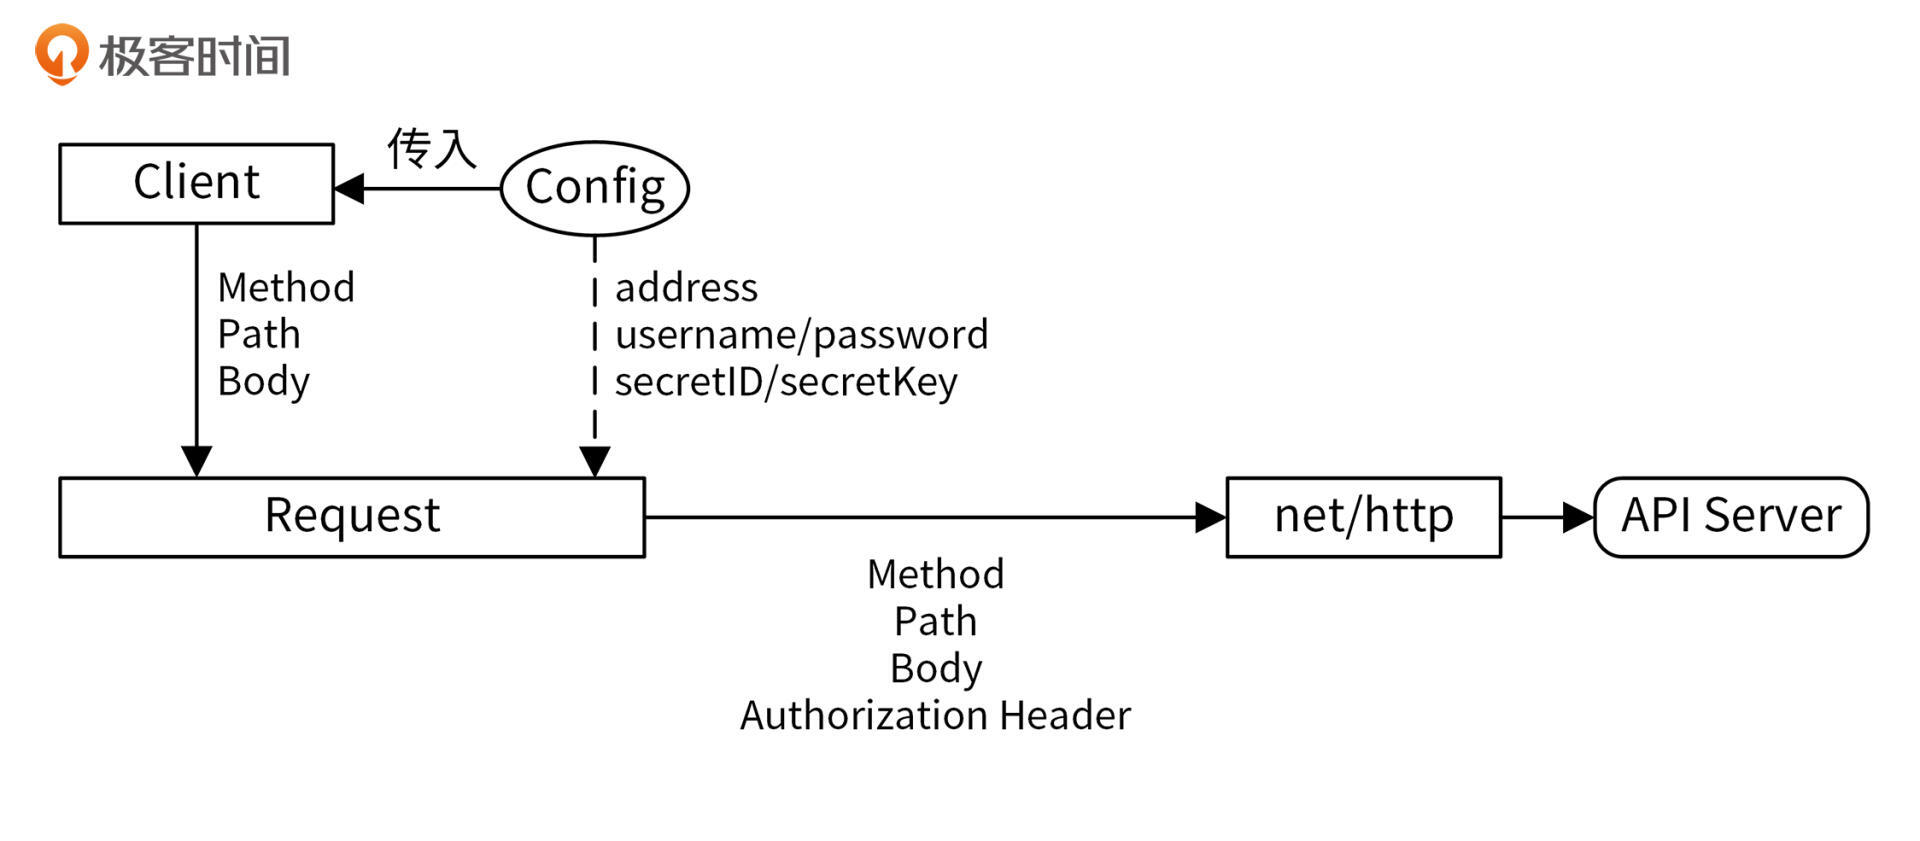 极客时间
Client
传入
Config
Method
Path
Body
address
username/password
secretID/secretKey
Request
net/http
API Server
Method
Path
Body
Authorization Header